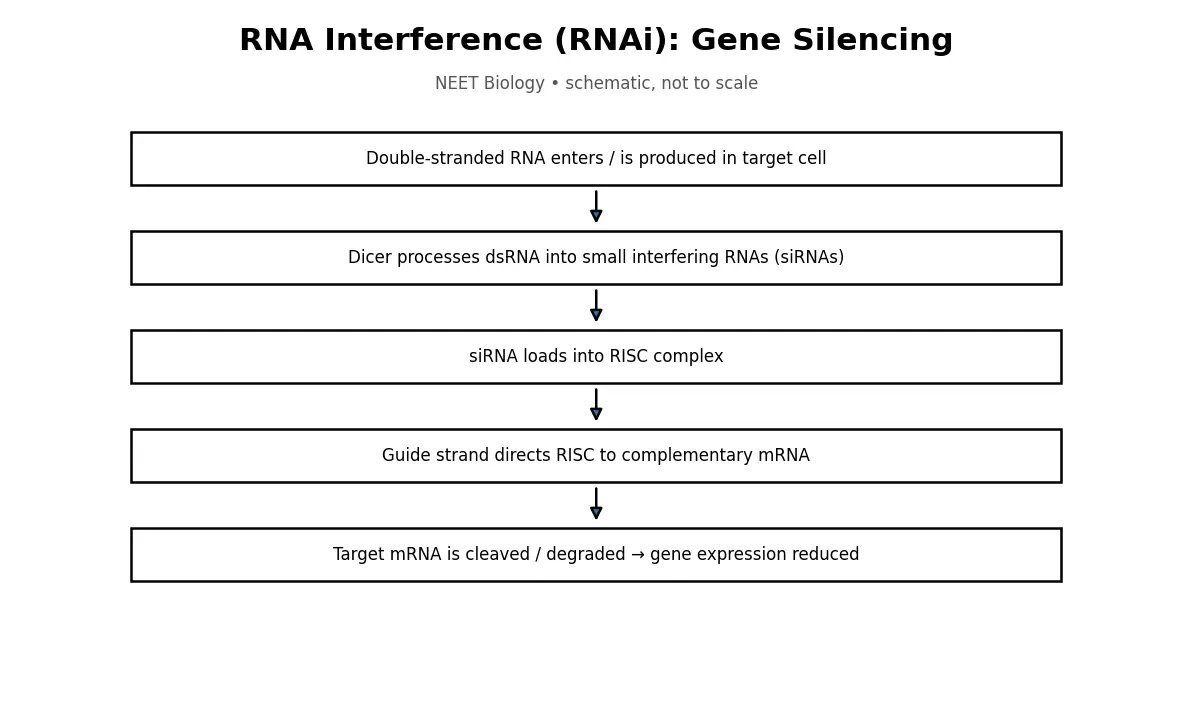 RNA Interference (RNAi): Gene Silencing
NEET Biology • schematic, not to scale
Double-stranded RNA enters / is produced in target cell
Dicer processes dsRNA into small interfering RNAs (siRNAs)
siRNA loads into RISC complex
Guide strand directs RISC to complementary mRNA
Target mRNA is cleaved / degraded → gene expression reduced